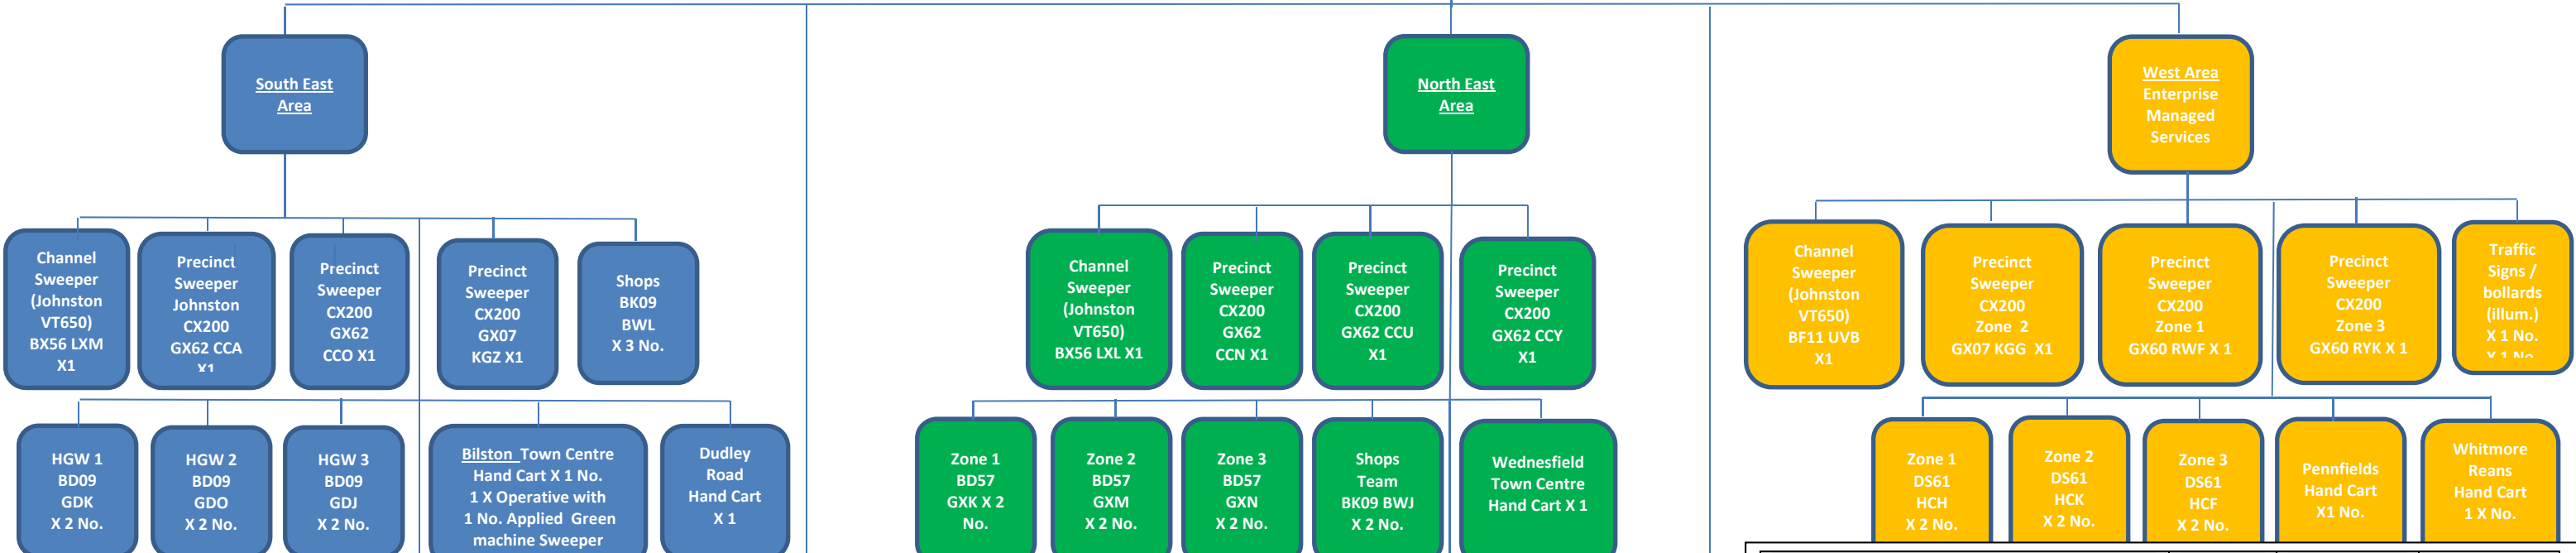 South East
Area
North East
Area
West Area
Enterprise
Managed
Services
Channel
Sweeper
(Johnston
VT650)
BX56 LXM
X1
Precinct
Sweeper
Johnston
CX200
GX62 CCA
X1
Precinct
Sweeper
CX200
GX62
CCO X1
Precinct
Sweeper
CX200
GX07
KGZ X1
Shops
BK09
BWL
X 3 No.
Channel
Sweeper
(Johnston
VT650)
BX56 LXL X1
Precinct
Sweeper
CX200
GX62
CCN X1
Precinct
Sweeper
CX200
GX62 CCU
X1
Precinct
Sweeper
CX200
GX62 CCY
X1
Channel
Sweeper
(Johnston
VT650)
BF11 UVB
X1
Precinct
Sweeper
CX200
Zone 2
GX07 KGG X1
Precinct
Sweeper
CX200
Zone 1
GX60 RWF X 1
Precinct
Sweeper
CX200
Zone 3
GX60 RYK X 1
Traffic
Signs /
bollards
(illum.)
X 1 No.
X 1 No.
HGW 1
BD09
GDK
X 2 No.
HGW 2
BD09
GDO
X 2 No.
HGW 3
BD09
GDJ
X 2 No.
Bilston Town Centre
Hand Cart X 1 No.
1 X Operative with
1 No. Applied Green
machine Sweeper
Dudley
Road
Hand Cart
X 1
Zone 1
BD57
GXK X 2
No.
Zone 2
BD57
GXM
X 2 No.
Zone 3
BD57
GXN
X 2 No.
Shops
Team
BK09 BWJ
X 2 No.
Wednesfield
Town Centre
Hand Cart X 1
Zone 1
DS61
HCH
X 2 No.
Zone 2
DS61
HCK
X 2 No.
Zone 3
DS61
HCF
X 2 No.
Pennfields
Hand Cart
X1 No.
Whitmore
Reans
Hand Cart
1 X No.